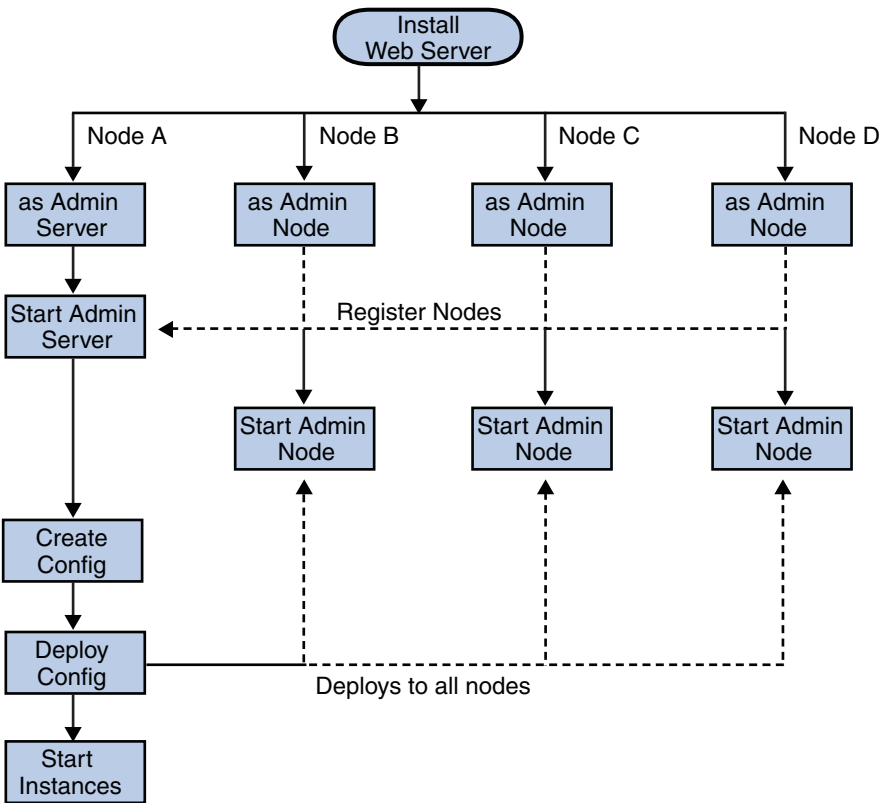 Install
Web Server
Node A
Node B
Node C
Node D
as Admin
Server
as Admin
Node
as Admin
Node
as Admin
Node
Start Admin
Server
Register Nodes
Start Admin
Node
Start Admin
Node
Start Admin
Node
Create
Config
Deploy
Config
Deploys to all nodes
Start
Instances